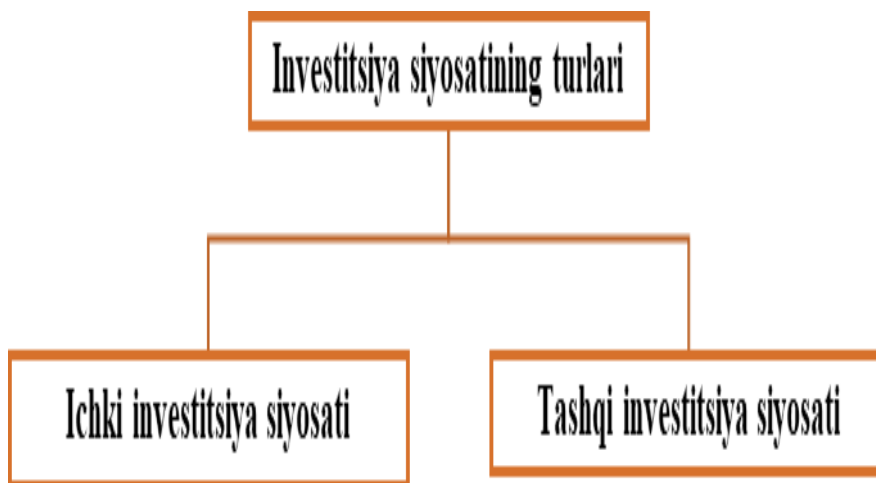 Investitsiya siyosatining turlari
Ichki investitsiya siyosati
Tashqi investitsiya siyosati